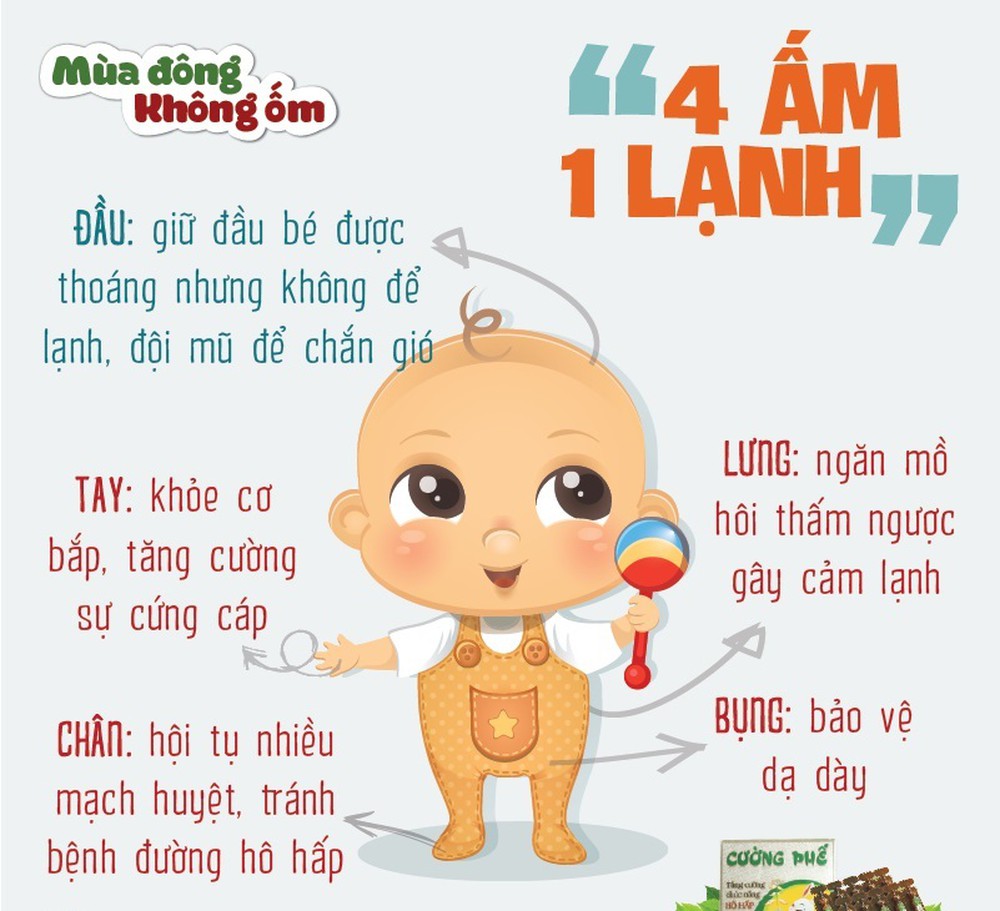 Mùa đông
Không ốm
“4 ẤM
1 LẠNH”
ĐẦU: giữ đầu bé được
thoáng nhưng không để
lạnh, đội mũ để chắn gió
TAY: khỏe cơ
bắp, tăng cường
sự cứng cáp
CHÂN: hội tụ nhiều
mạch huyệt, tránh
bệnh đường hô hấp
LƯNG: ngăn mồ
hôi thấm ngược
gây cảm lạnh
BỤNG: bảo vệ
dạ dày
CƯỜNG PHẾ
Tăng cường
chức năng
HÔ HẤP